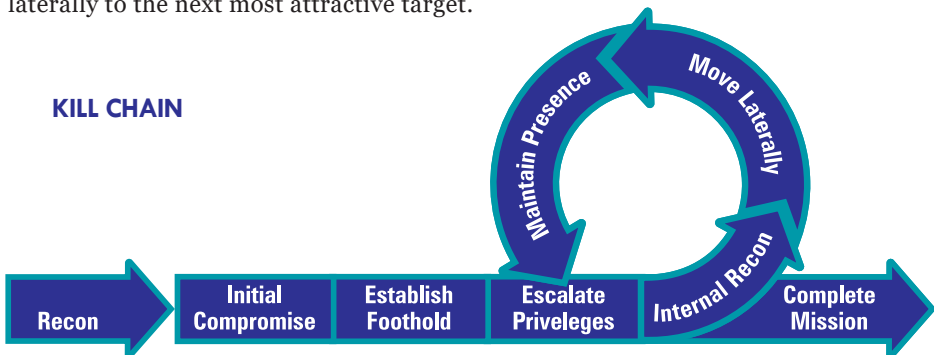 laterally to the next most attractive target.
KILL CHAIN
Recon
Initial
Compromise
Establish
Foothold
Escalate
Priveleges
Internal Recon
Move Laterally
Maintain Presence
Complete
Mission